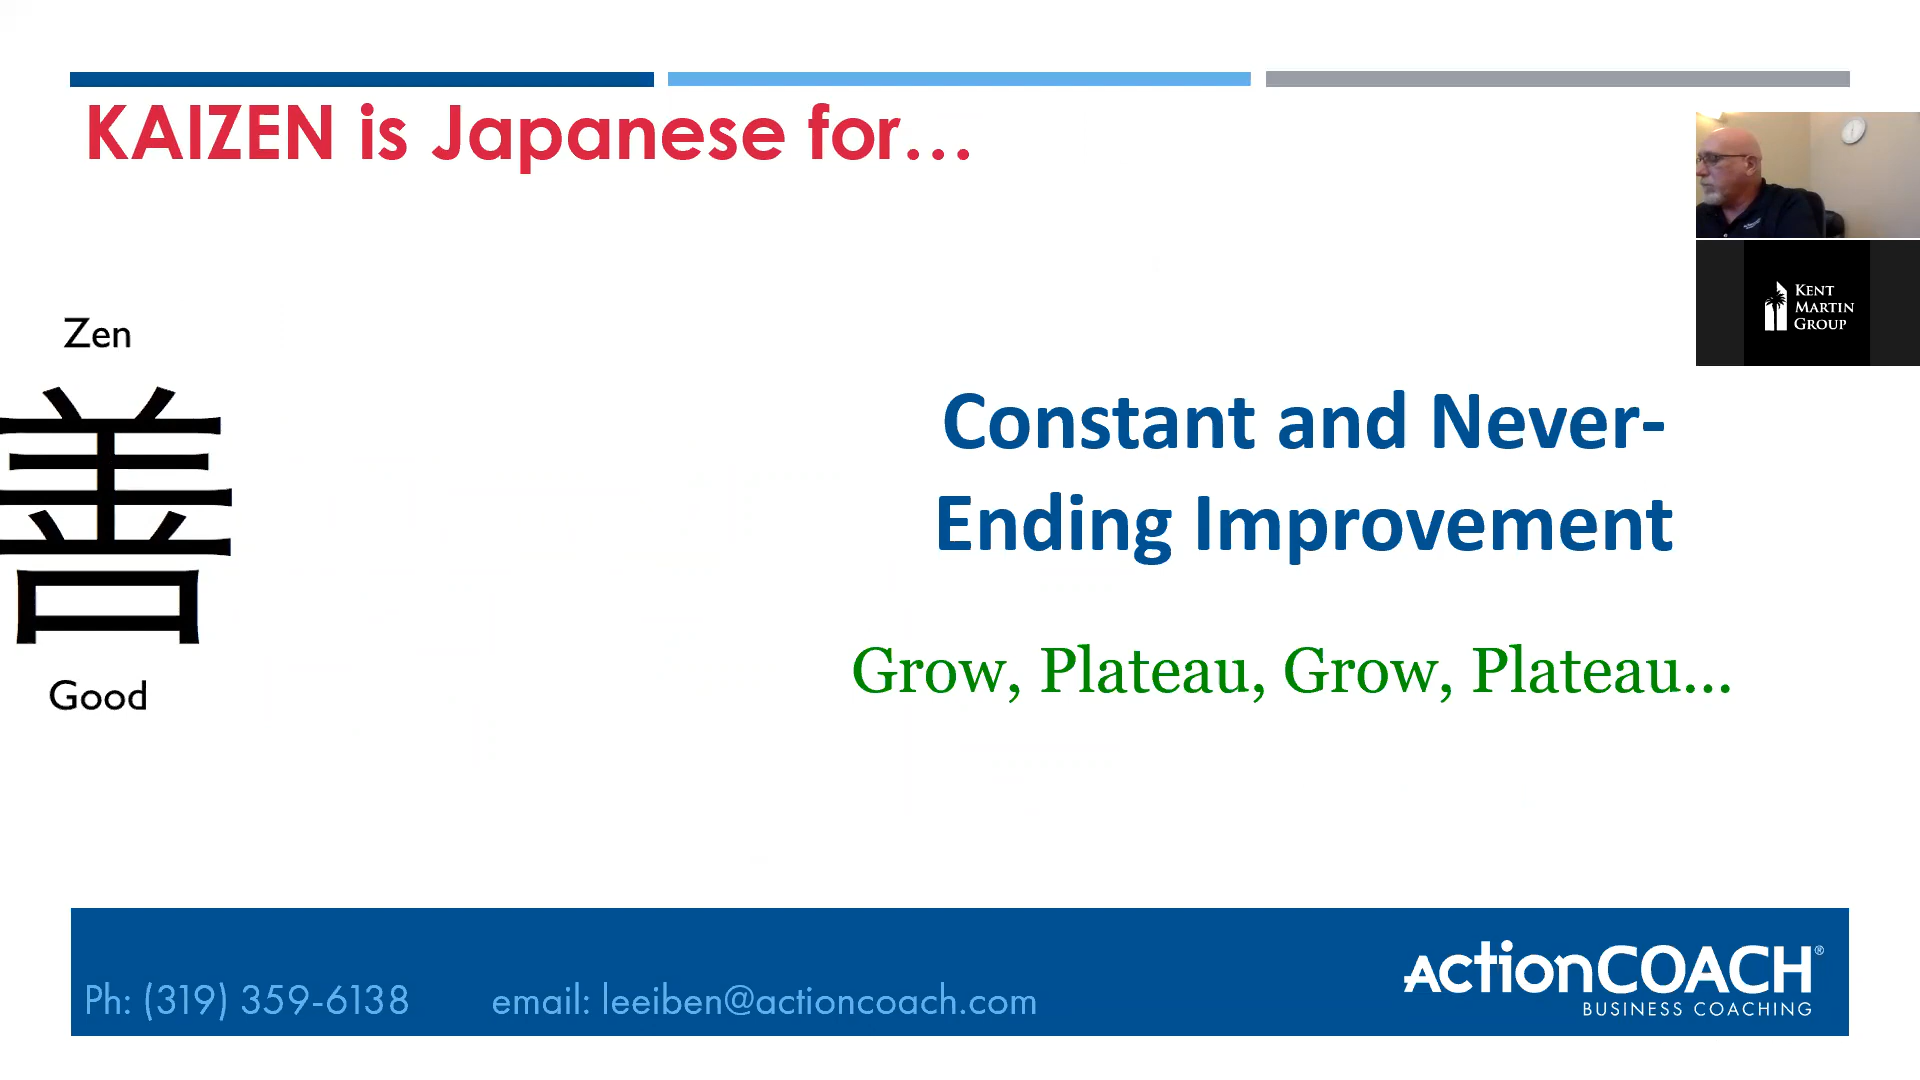 KAIZEN is Japanese for...
Zen
善
Good
Constant and Never-
Ending Improvement
Grow, Plateau, Grow, Plateau...
KENT
MARTIN
GROUP
Ph: (319) 359-6138
email: leeiben@actioncoach.com
actionCOACH®
BUSINESS COACHING